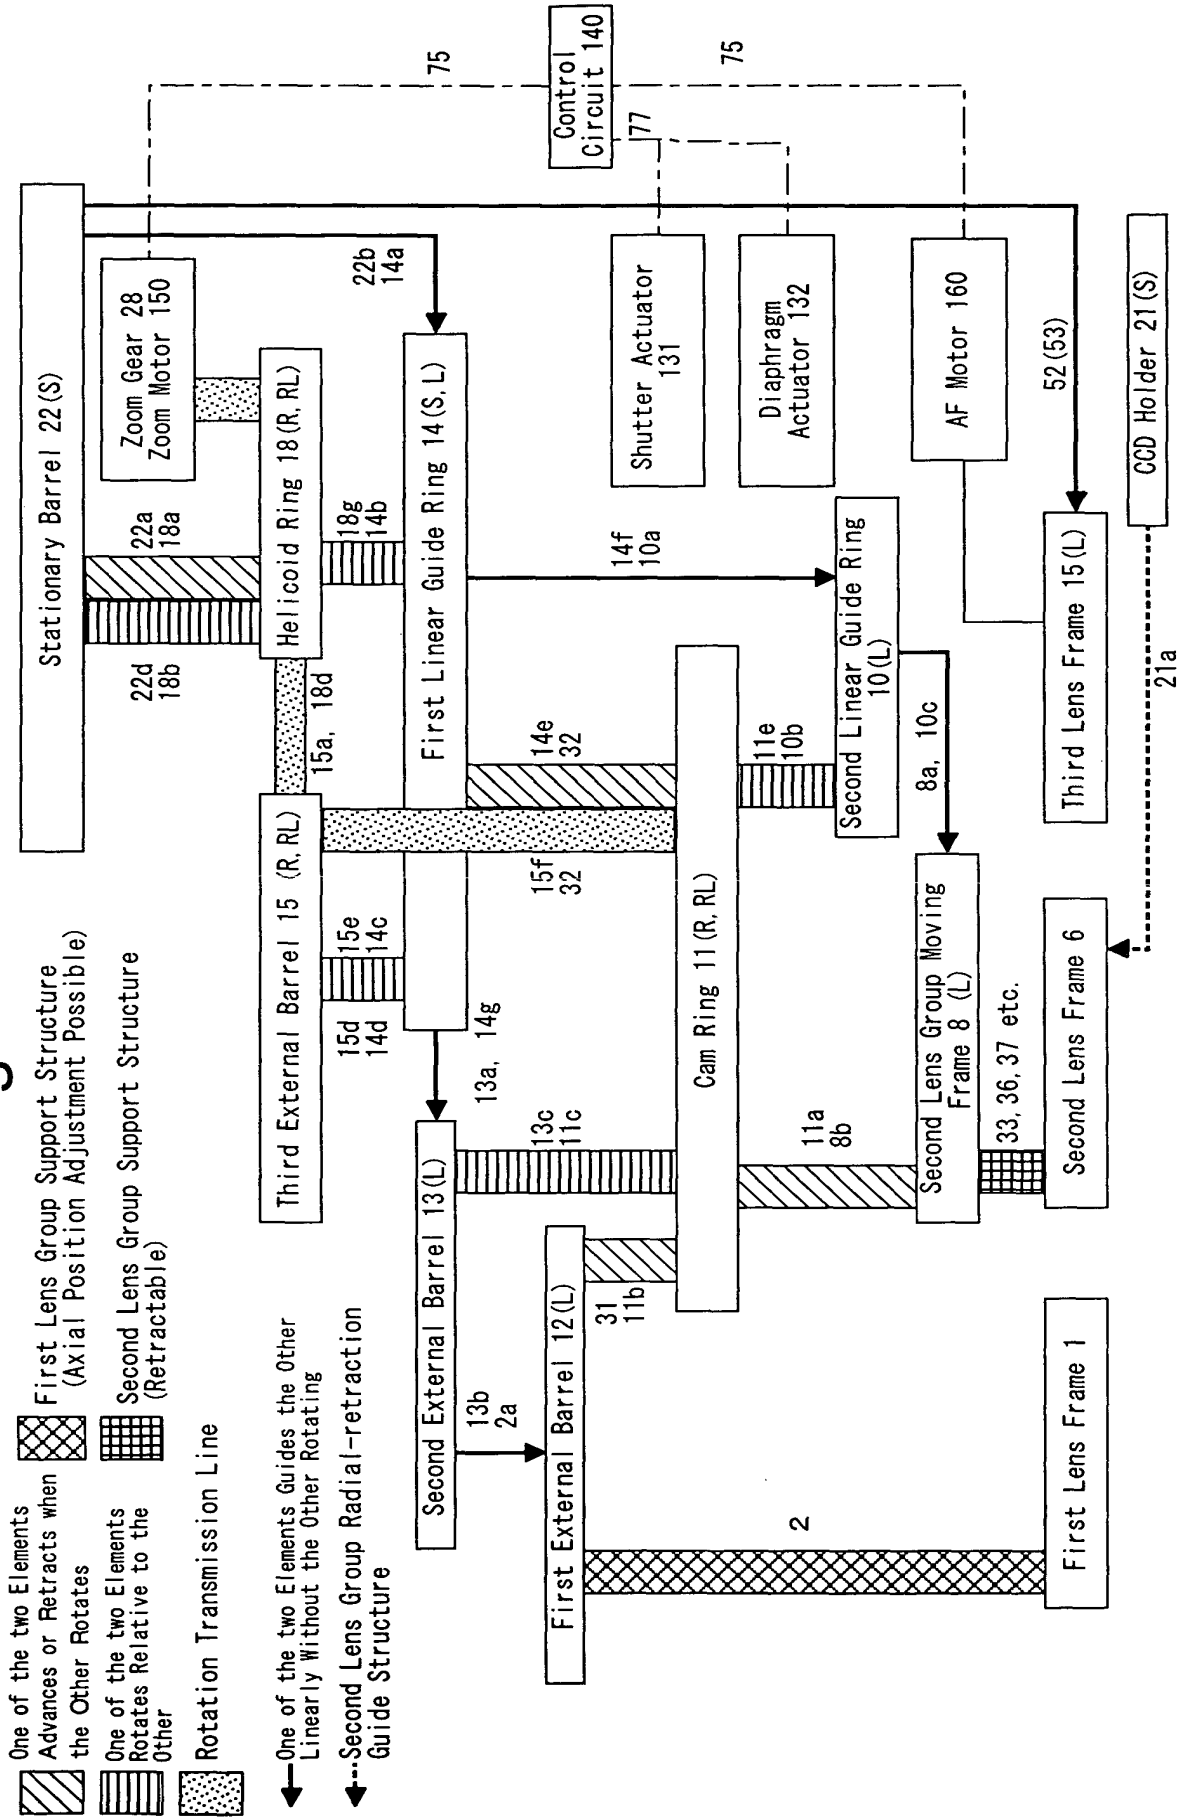 One of the two Elements
Advances or Retracts when
the Other Rotates
One of the two Elements
Rotates Relative to the
Other
Rotation Transmission Line
One of the two Elements Guides the Other
Linearly Without the Other Rotating
Second Lens Group Radial-retraction
Guide Structure
First Lens Group Support Structure
(Axial Position Adjustment Possible)
Second Lens Group Support Structure
(Retractable)
Stationary Barrel 22(S)
22d
18b
22a
18a
Zoom Gear 28
Zoom Motor 150
75
Control
Circuit 140
75
77
Third External Barrel 15 (R, RL)
15a, 18d
Helicoid Ring 18(R, RL)
15d
14d
15e
14c
18g
14b
22b
14a
First Linear Guide Ring 14(S, L)
13a, 14g
Second External Barrel 13(L)
13b
2a
13c
11c
15f
32
14e
32
14f
10a
First External Barrel 12(L)
31
11b
Cam Ring 11(R, RL)
11a
8b
11e
10b
Second Linear Guide Ring
10(L)
8a, 10c
Shutter Actuator
131
Diaphragm
Actuator 132
AF Motor 160
52(53)
2
Second Lens Group Moving
Frame 8 (L)
33, 36, 37 etc.
First Lens Frame 1
Second Lens Frame 6
Third Lens Frame 15(L)
CCD Holder 21(S)
21a